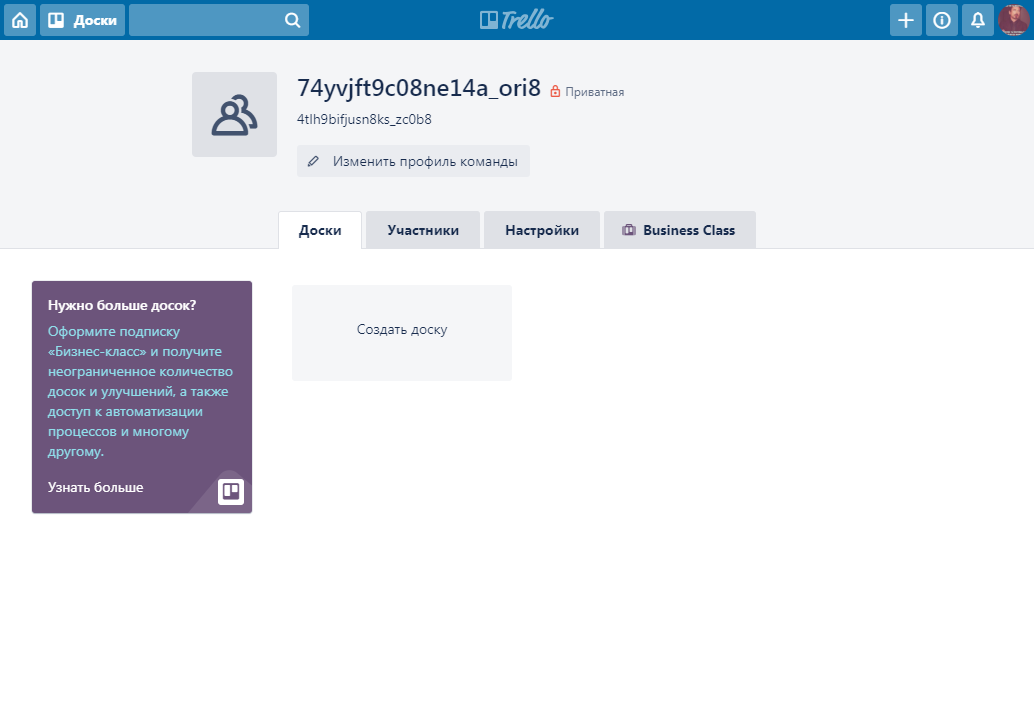 Доски
Trello
74yvjft9c08ne14a_ori8
Приватная
4tlh9bifjusn8ks_zc0b8
Изменить профиль команды
Доски
Участники
Настройки
Business Class
Нужно больше досок?
Оформите подписку
«Бизнес-класс» и получите
неограниченное количество
досок и улучшений, а также
доступ к автоматизации
процессов и многому
другому.
Узнать больше
Создать доску